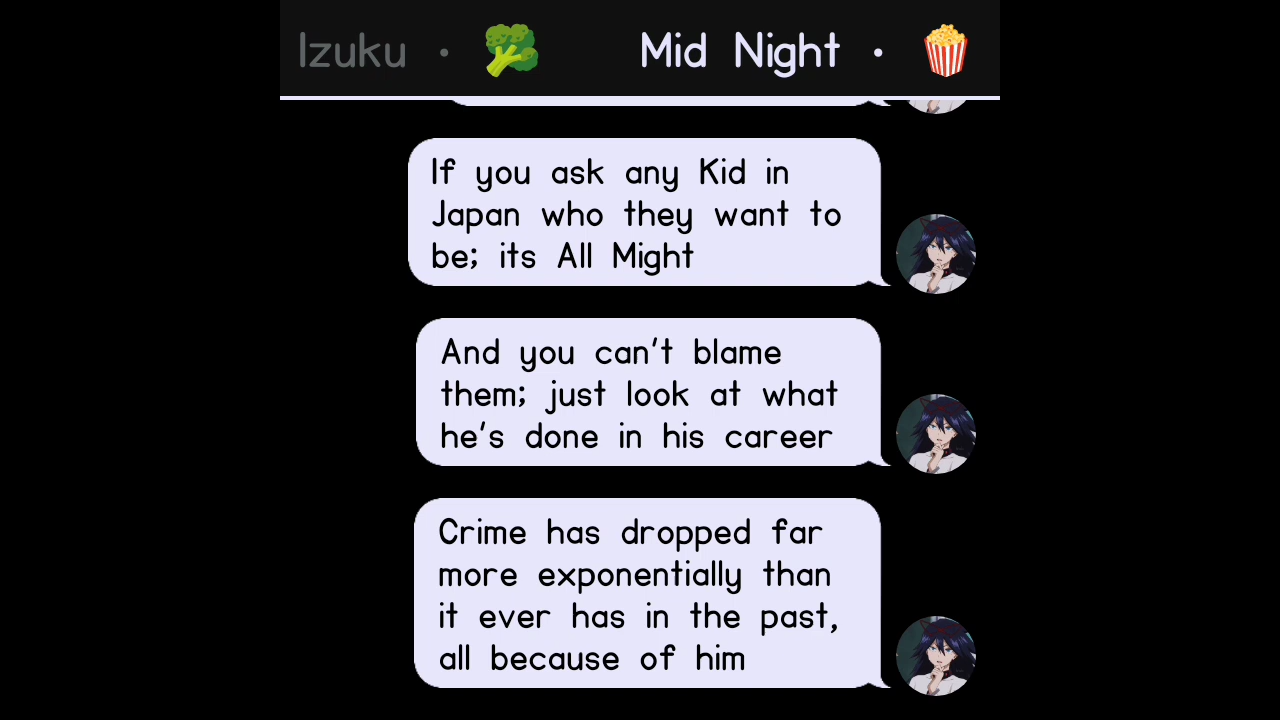 Izuku • 🥦 Mid Night • 🍿
If you ask any Kid in
Japan who they want to
be; its All Might
And you can't blame
them; just look at what
he's done in his career
Crime has dropped far
more exponentially than
it ever has in the past,
all because of him